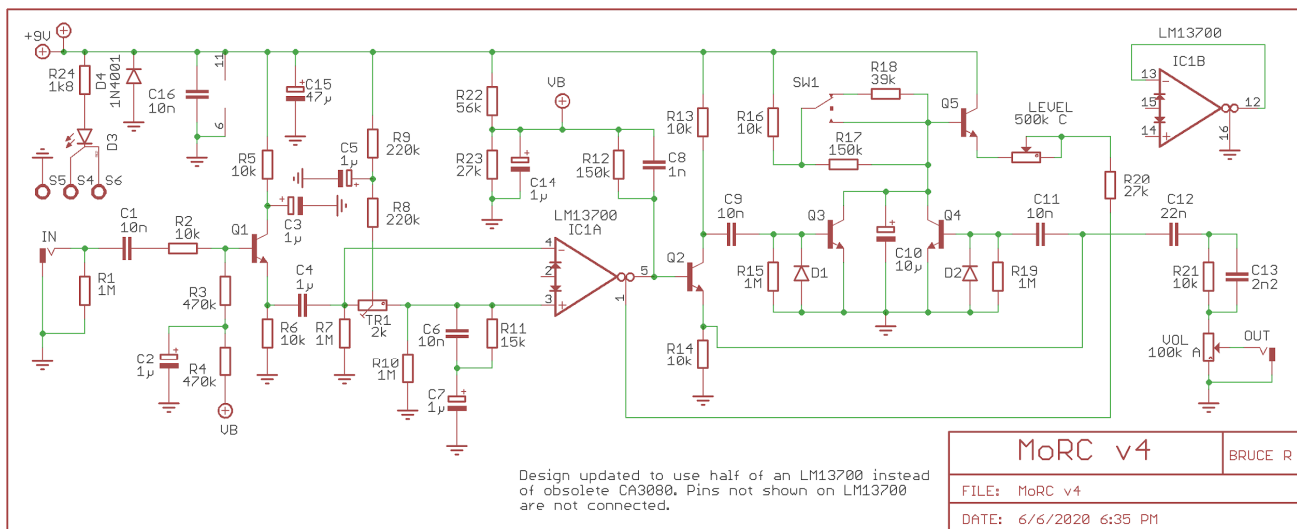 +9V
R24
1k8
D4
1N4001
D3
S5
S4
S6
C16
10n
11
6
C15
47µ
R5
10k
C3
1µ
C5
1µ
R9
220k
R8
220k
IN
R1
1M
C1
10n
R2
10k
Q1
R3
470k
C2
1µ
R4
470k
VB
R6
10k
C4
1µ
R7
1M
TR1
2k
R10
1M
C6
10n
R11
15k
C7
1µ
R22
56k
R23
27k
C14
1µ
VB
R12
150k
C8
1n
LM13700
IC1A
4
2
3
5
1
Q2
R13
10k
R14
10k
C9
10n
R15
1M
D1
R16
10k
SW1
R18
39k
R17
150k
Q3
C10
10µ
Q4
D2
R19
1M
Q5
LEVEL
500k C
C11
10n
R20
27k
LM13700
IC1B
13
15
14
12
16
C12
22n
R21
10k
C13
2n2
VOL
100k A
OUT
Design updated to use half of an LM13700 instead
of obsolete CA3080. Pins not shown on LM13700
are not connected.
MoRC v4
BRUCE R
FILE: MoRC v4
DATE: 6/6/2020 6:35 PM